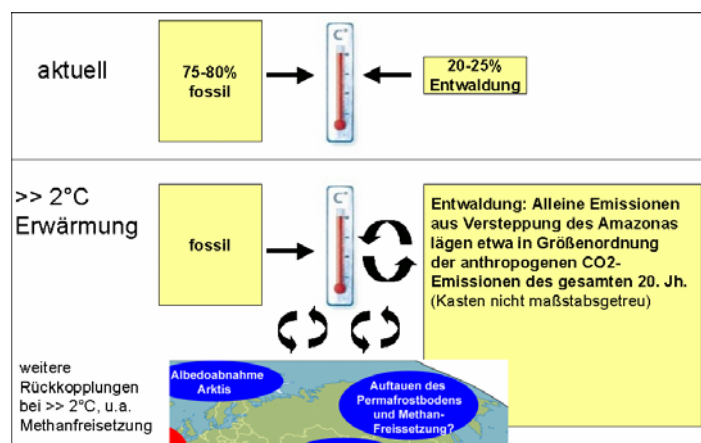 aktuell
75-80%
fossil
C°
20-25%
Entwaldung
>> 2°C
Erwärmung
fossil
C°
Entwaldung: Alleine Emissionen
aus Versteppung des Amazonas
lägen etwa in Größenordnung
der anthropogenen CO2-
Emissionen des gesamten 20. Jh.
(Kasten nicht maßstabsgetreu)
weitere
Rückkopplungen
bei >> 2°C, u.a.
Methanfreisetzung
Albedoabnahme
Arktis
Auftauen des
Permafrostbodens
und Methan-
Freissetzung?